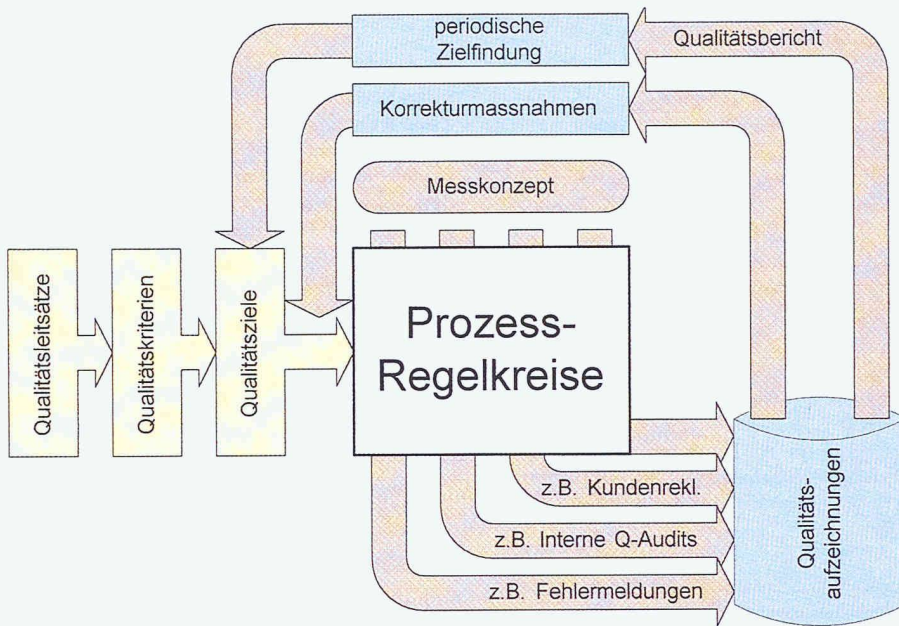 periodische
Zielfindung
Qualitätsbericht
Korrekturmassnahmen
Messkonzept
Qualitätsleitsätze
Qualitätskriterien
Qualitätsziele
Prozess-
Regelkreise
z.B. Kundenrekl.
z.B. Interne Q-Audits
z.B. Fehlermeldungen
Qualitäts-
aufzeichnungen